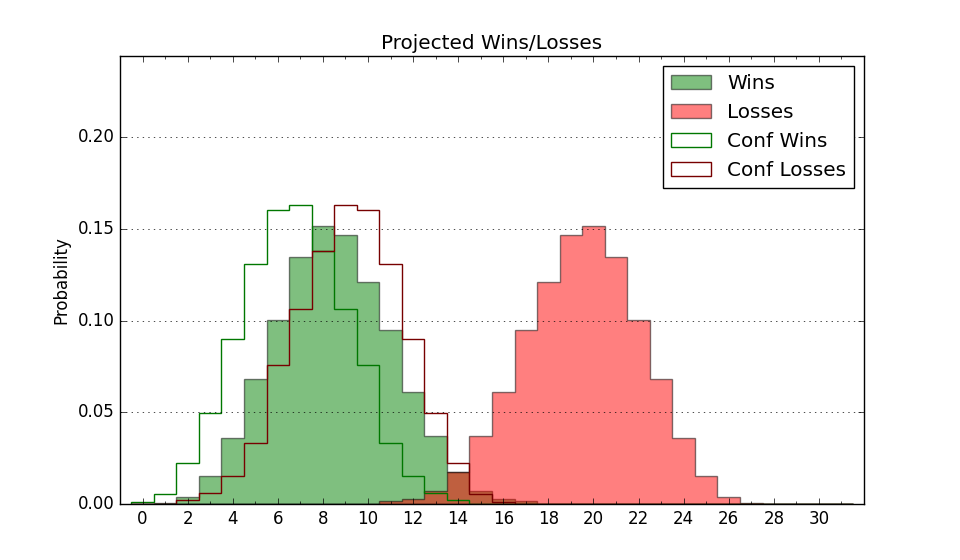 Projected Wins/Losses
Wins
Losses
Conf Wins
Conf Losses
Probability
0.20
0.15
0.10
0.05
0.00
0 2 4 6 8 10 12 14 16 18 20 22 24 26 28 30